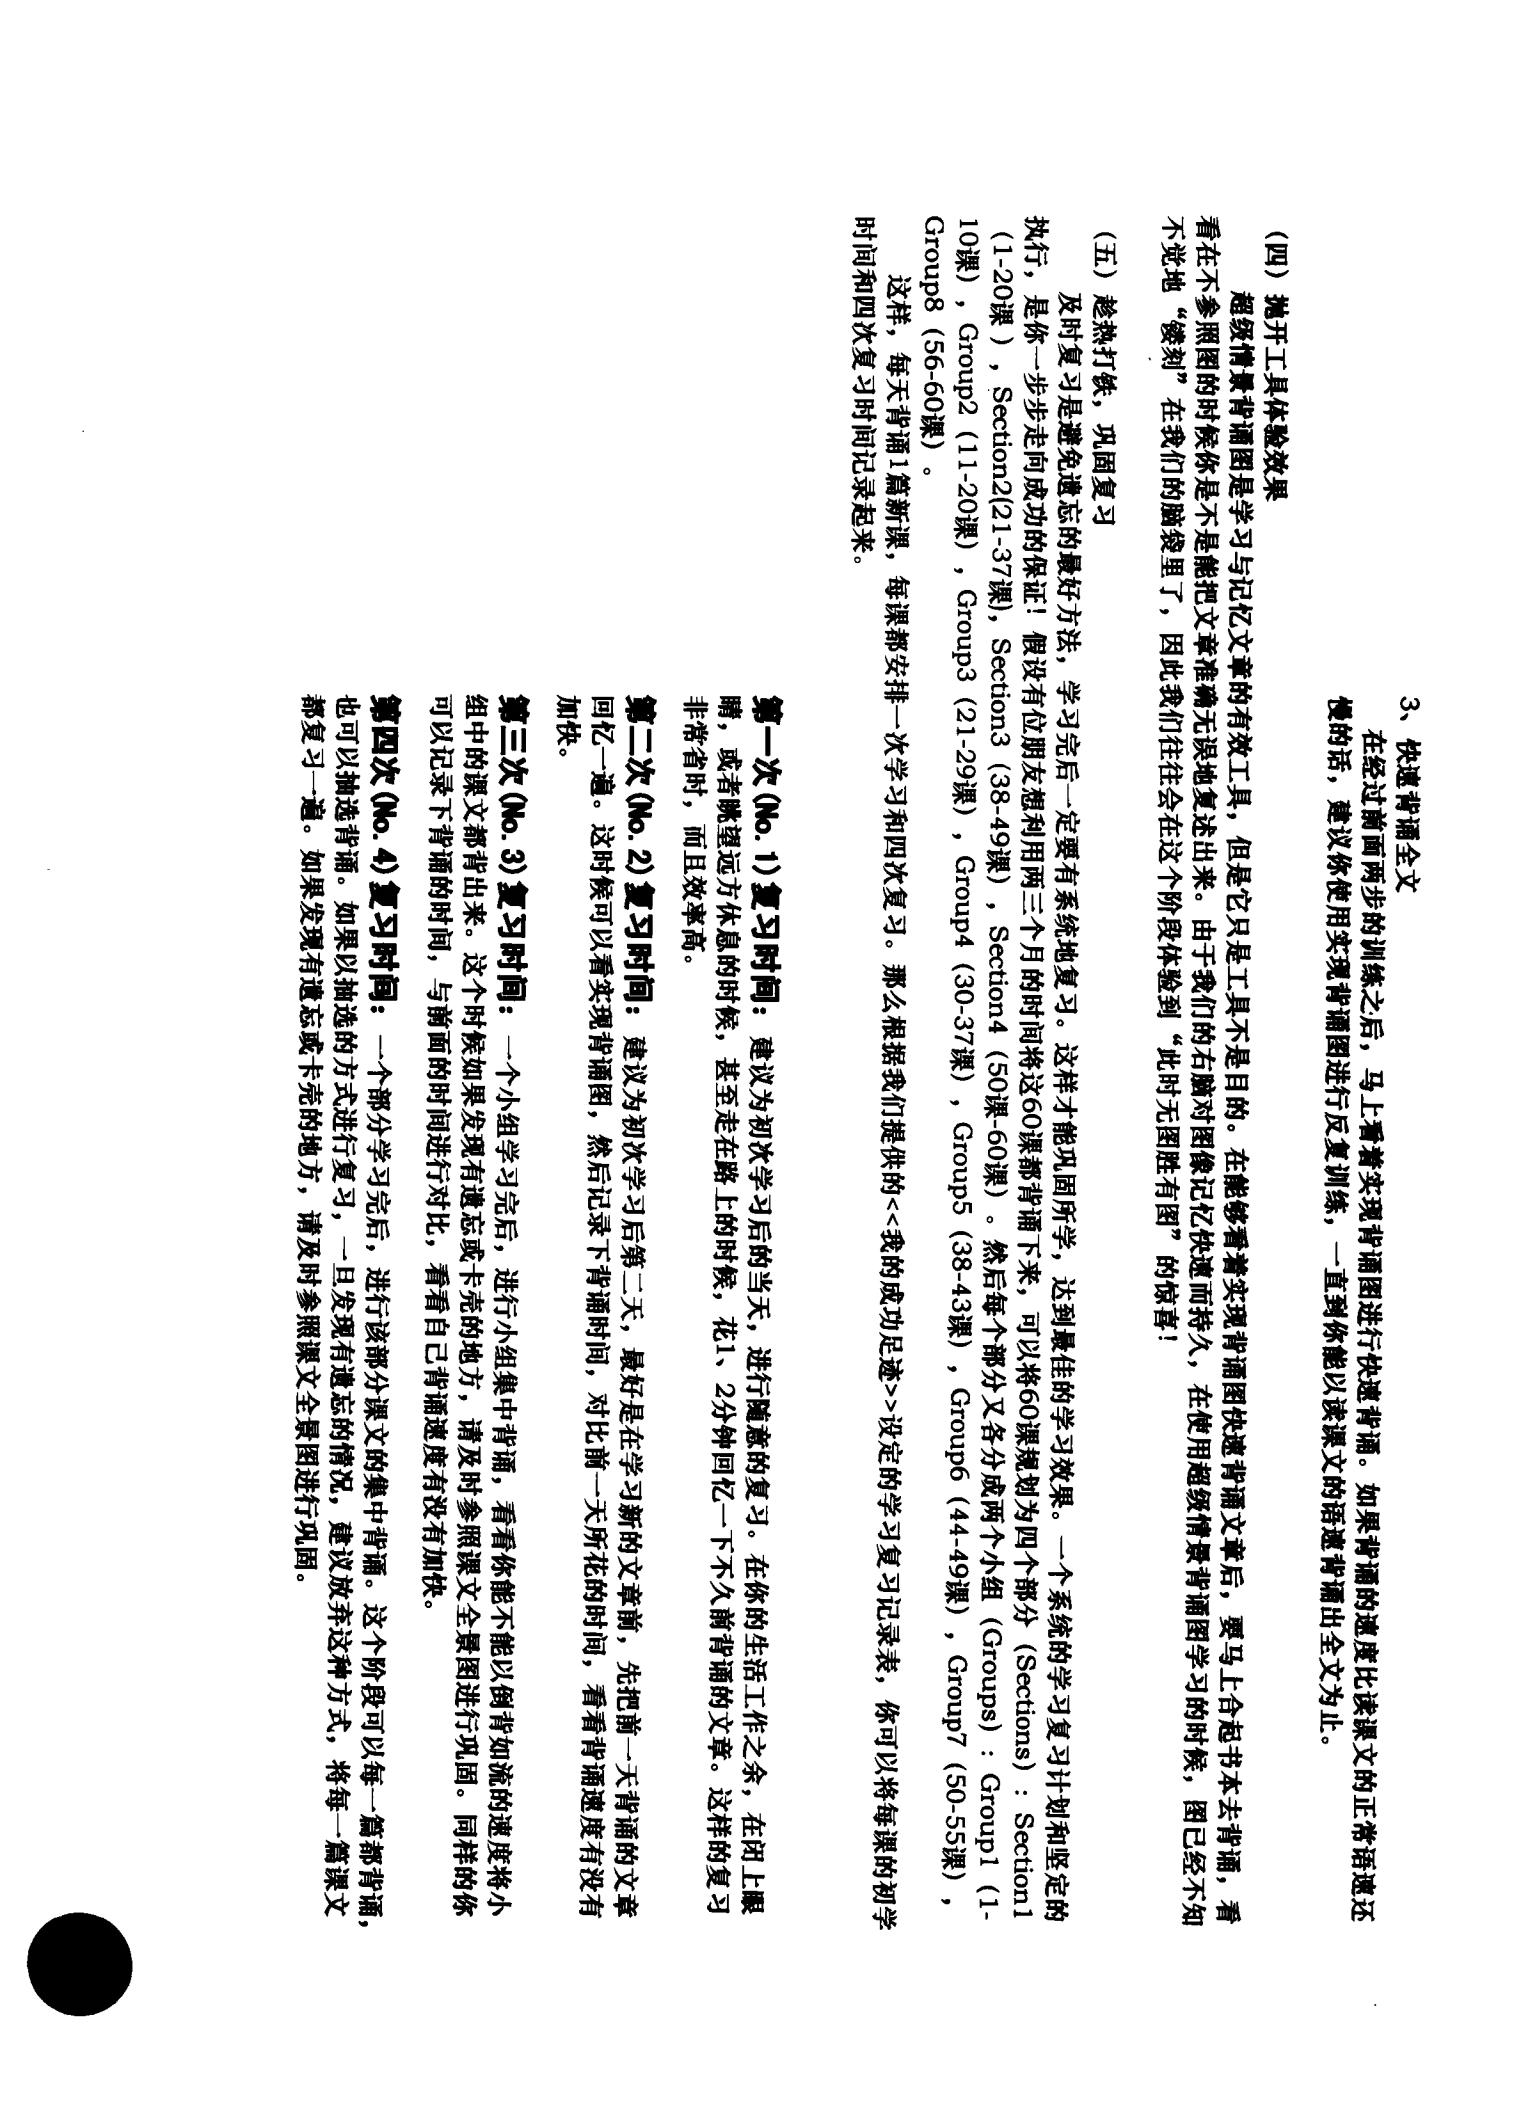 3、快速背诵全文
在经过前面两步的训练之后，马上看着实现背诵图进行快速背诵。如果背诵的速度比读课文的正常语速还
慢的话，建议你使用实现背诵图进行反复训练，一直到你能以读课文的语速背诵出全文为止。
（四）抛开工具体验效果
超级情景背诵图是学习与记忆文章的有效工具，但是它只是工具不是目的。在能够看着实现背诵图快速背诵文章后，要马上合起书本去背诵，看
看在不参照图的时候你是不是能把文章准确无误地复述出来。由于我们的右脑对图像记忆快速而持久，在使用超级情景背诵图学习的时候，图已经不知
不觉地“镂刻”在我们的脑袋里了，因此我们往往会在这个阶段体验到“此时无图胜有图”的惊喜！
（五）趁热打铁，巩固复习
及时复习是避免遗忘的最好方法，学习完后一定要有系统地复习。这样才能巩固所学，达到最佳的学习效果。一个系统的学习复习计划和坚定的
执行，是你一步步走向成功的保证！假设有位朋友想利用两三个月的时间将这60课都背诵下来，可以将60课规划为四个部分（Sections）：Section1
（1-20课），Section2(21-37课)，Section3（38-49课），Section4（50课-60课）。然后每个部分又各分成两个小组（Groups）：Group1（1-
10课），Group2（11-20课），Group3（21-29课），Group4（30-37课），Group5（38-43课），Group6（44-49课），Group7（50-55课），
Group8（56-60课）。
这样，每天背诵1篇新课，每课都安排一次学习和四次复习。那么根据我们提供的<<我的成功足迹>>设定的学习复习记录表，你可以将每课的初学
时间和四次复习时间记录起来。
第一次(No.1)复习时间：建议为初次学习后的当天，进行随意的复习。在你的生活工作之余，在闭上眼
睛，或者眺望远方休息的时候，甚至走在路上的时候，花1、2分钟回忆一下不久前背诵的文章。这样的复习
非常省时，而且效率高。
第二次(No.2)复习时间：建议为初次学习后第二天，最好是在学习新的文章前，先把前一天背诵的文章
回忆一遍。这时候可以看实现背诵图，然后记录下背诵时间，对比前一天所花的时间，看看背诵速度有没有
加快。
第三次(No.3)复习时间：一个小组学习完后，进行小组集中背诵，看看你能不能以倒背如流的速度将小
组中的课文都背出来。这个时候如果发现有遗忘或卡壳的地方，请及时参照课文全景图进行巩固。同样的你
可以记录下背诵的时间，与前面的时间进行对比，看看自己背诵速度有没有加快。
第四次(No.4)复习时间：一个部分学习完后，进行该部分课文的集中背诵。这个阶段可以每一篇都背诵，
也可以抽选背诵。如果以抽选的方式进行复习，一旦发现有遗忘的情况，建议放弃这种方式，将每一篇课文
都复习一遍。如果发现有遗忘或卡壳的地方，请及时参照课文全景图进行巩固。